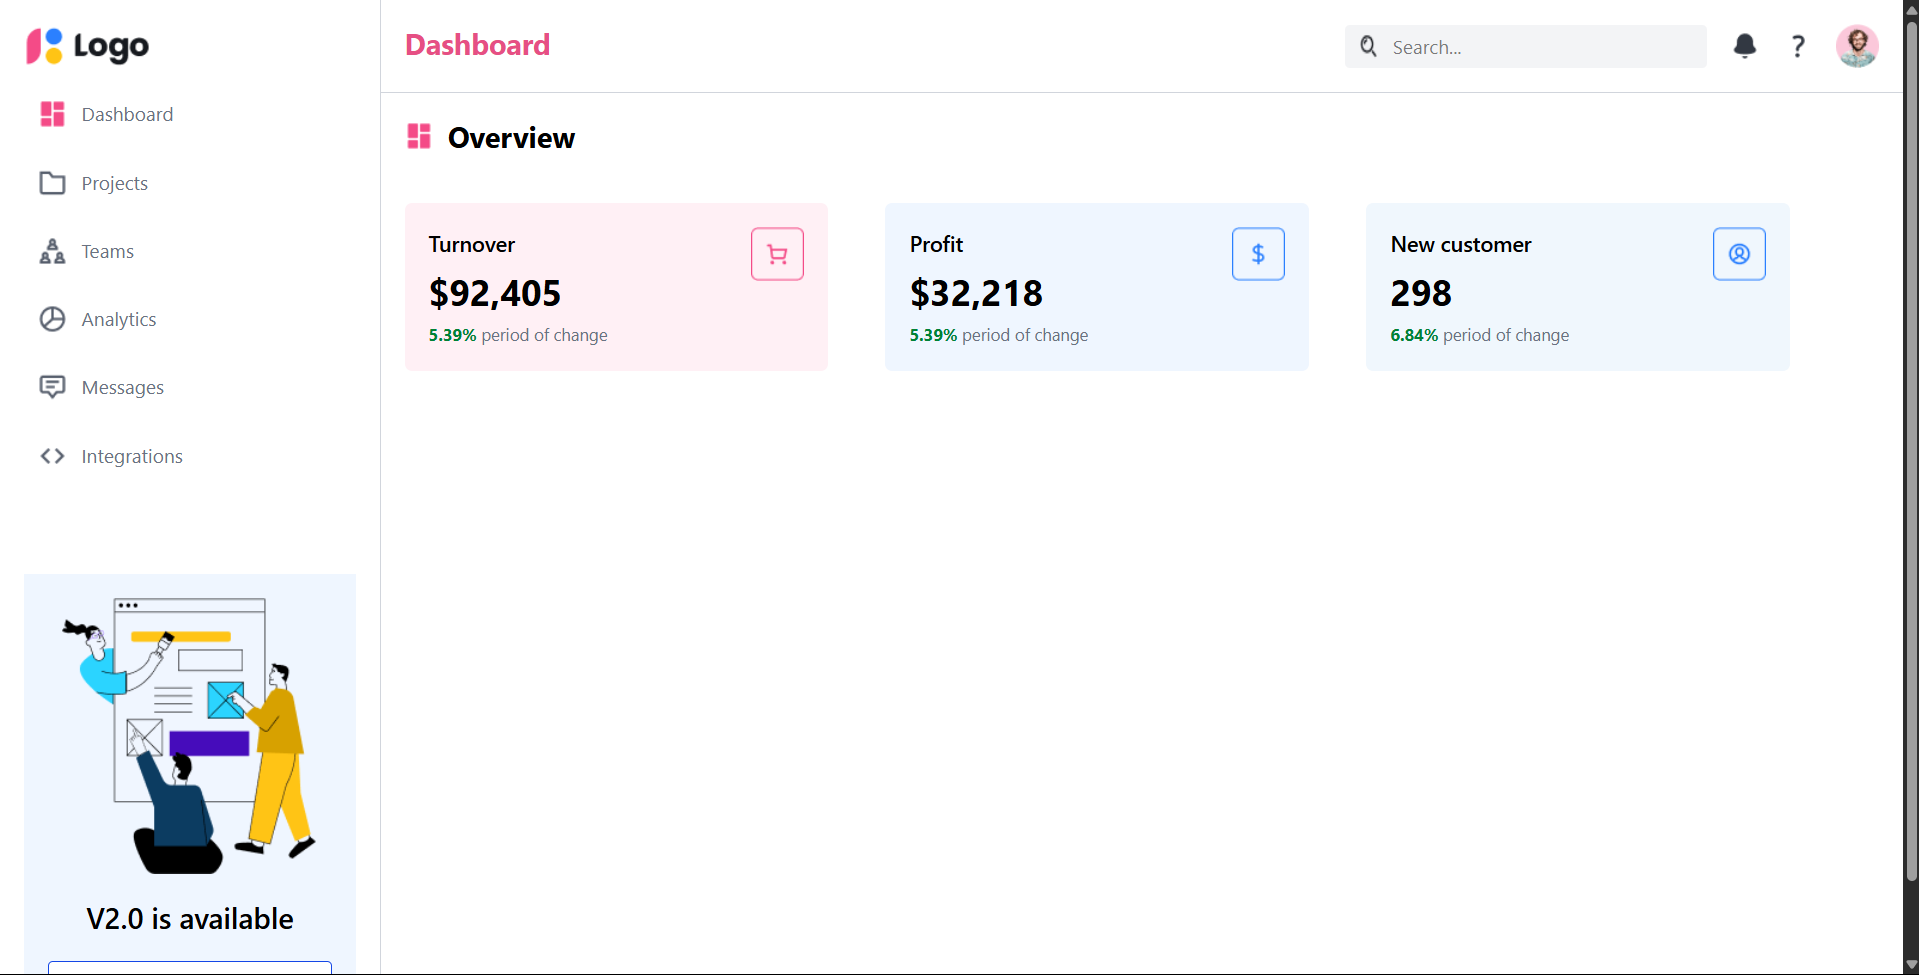 Logo
Dashboard
Projects
Teams
Analytics
Messages
Integrations
V2.0 is available
Dashboard
Search...
?
Overview
Turnover
$92,405
5.39% period of change
Profit
$32,218
5.39% period of change
$
New customer
298
6.84% period of change